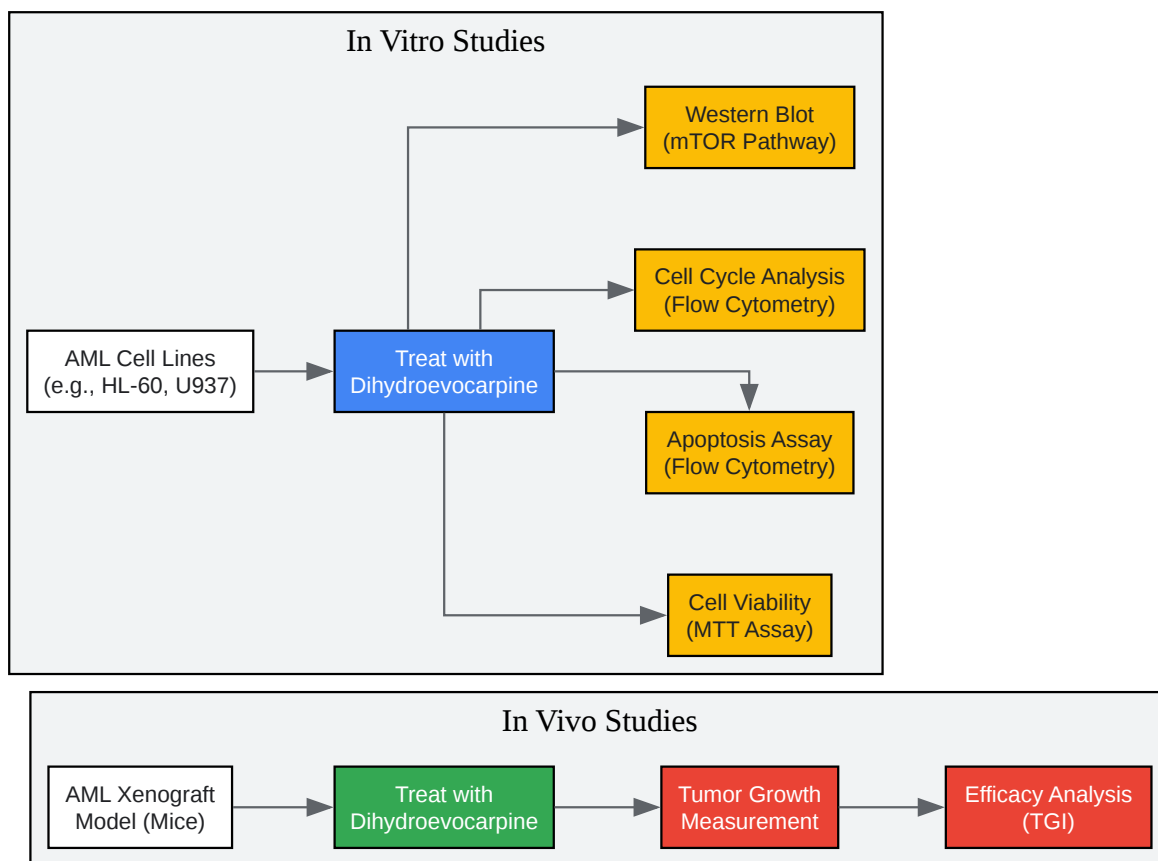 In Vitro Studies
Western Blot
(mTOR Pathway)
Cell Cycle Analysis
(Flow Cytometry)
AML Cell Lines
(e.g., HL-60, U937)
Treat with
Dihydroevocarpine
Apoptosis Assay
(Flow Cytometry)
Cell Viability
(MTT Assay)
In Vivo Studies
AML Xenograft
Model (Mice)
Treat with
Dihydroevocarpine
Tumor Growth
Measurement
Efficacy Analysis
(TGI)